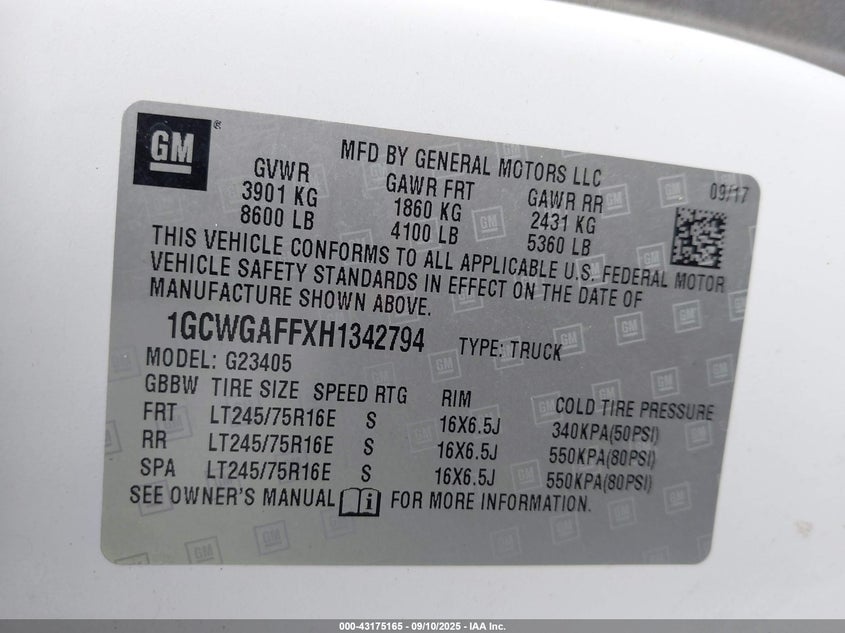 GM ®
MFD BY GENERAL MOTORS LLC
09/17
GVWR GAWR FRT GAWR RR
3901 KG 1860 KG 2431 KG
8600 LB 4100 LB 5360 LB
THIS VEHICLE CONFORMS TO ALL APPLICABLE U.S. FEDERAL MOTOR
VEHICLE SAFETY STANDARDS IN EFFECT ON THE DATE OF
MANUFACTURE SHOWN ABOVE.
1GCWGAFFXH1342794 TYPE: TRUCK
MODEL: G23405
GBBW TIRE SIZE SPEED RTG RIM COLD TIRE PRESSURE
FRT LT245/75R16E S 16X6.5J 340KPA(50PSI)
RR LT245/75R16E S 16X6.5J 550KPA(80PSI)
SPA LT245/75R16E S 16X6.5J 550KPA(80PSI)
SEE OWNER'S MANUAL i FOR MORE INFORMATION.
000-43175165 - 09/10/2025 - IAA Inc.